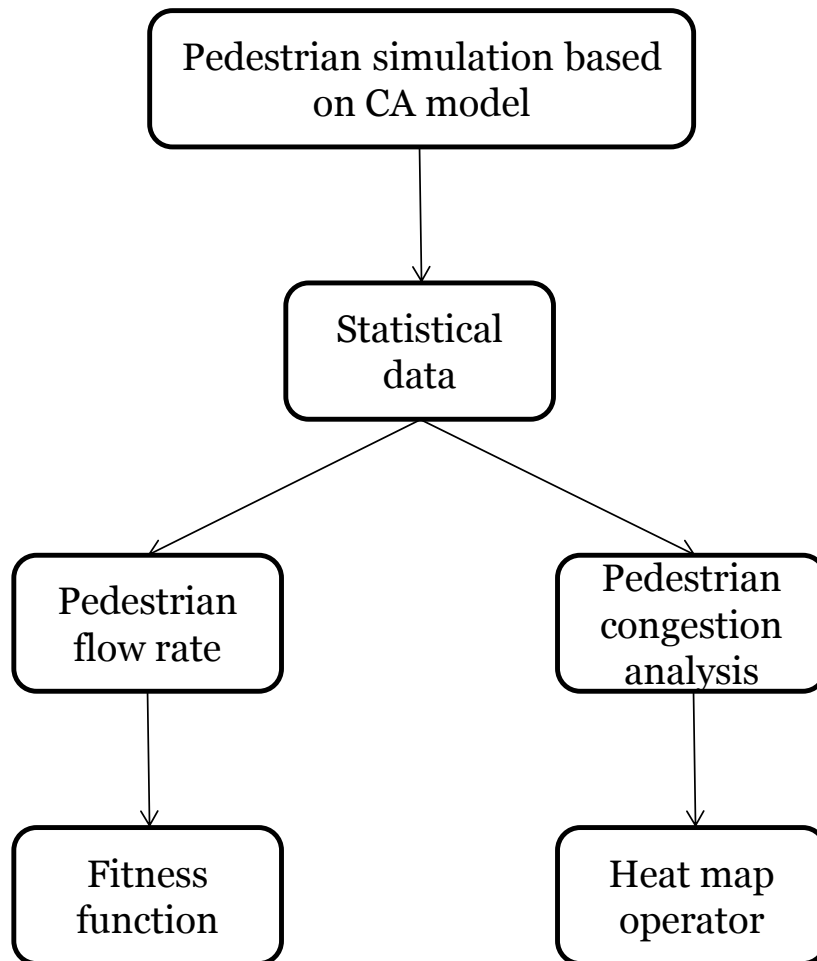 Pedestrian simulation based
on CA model
Statistical
data
Pedestrian
flow rate
Pedestrian
congestion
analysis
Fitness
function
Heat map
operator